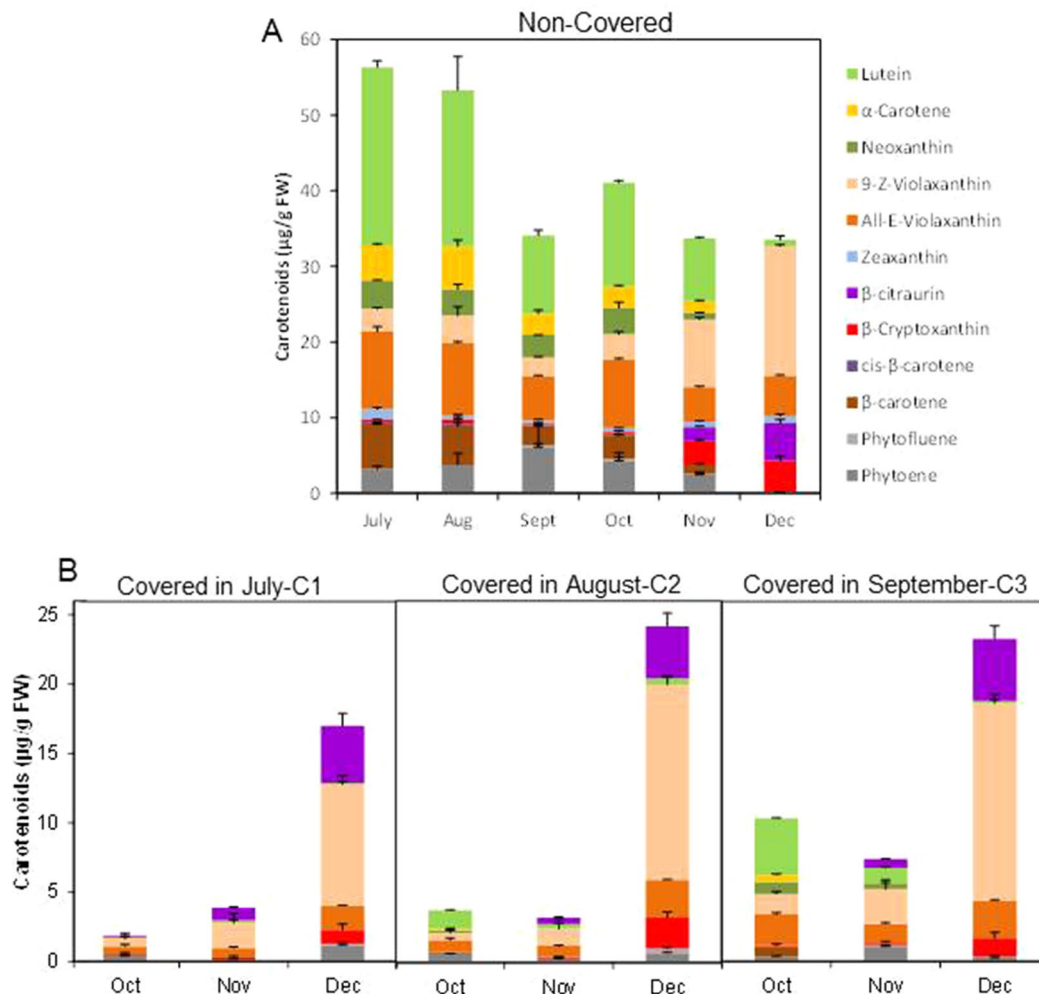 A
Non-Covered
Carotenoids (µg/g FW)
60
50
40
30
20
10
0
July Aug Sept Oct Nov Dec
Lutein
α-Carotene
Neoxanthin
9-Z-Violaxanthin
All-E-Violaxanthin
Zeaxanthin
β-citraurin
β-Cryptoxanthin
cis-β-carotene
β-carotene
Phytofluene
Phytoene
B
Covered in July-C1 Covered in August-C2 Covered in September-C3
Carotenoids (µg/g FW)
25
20
15
10
5
0
Oct Nov Dec Oct Nov Dec Oct Nov Dec